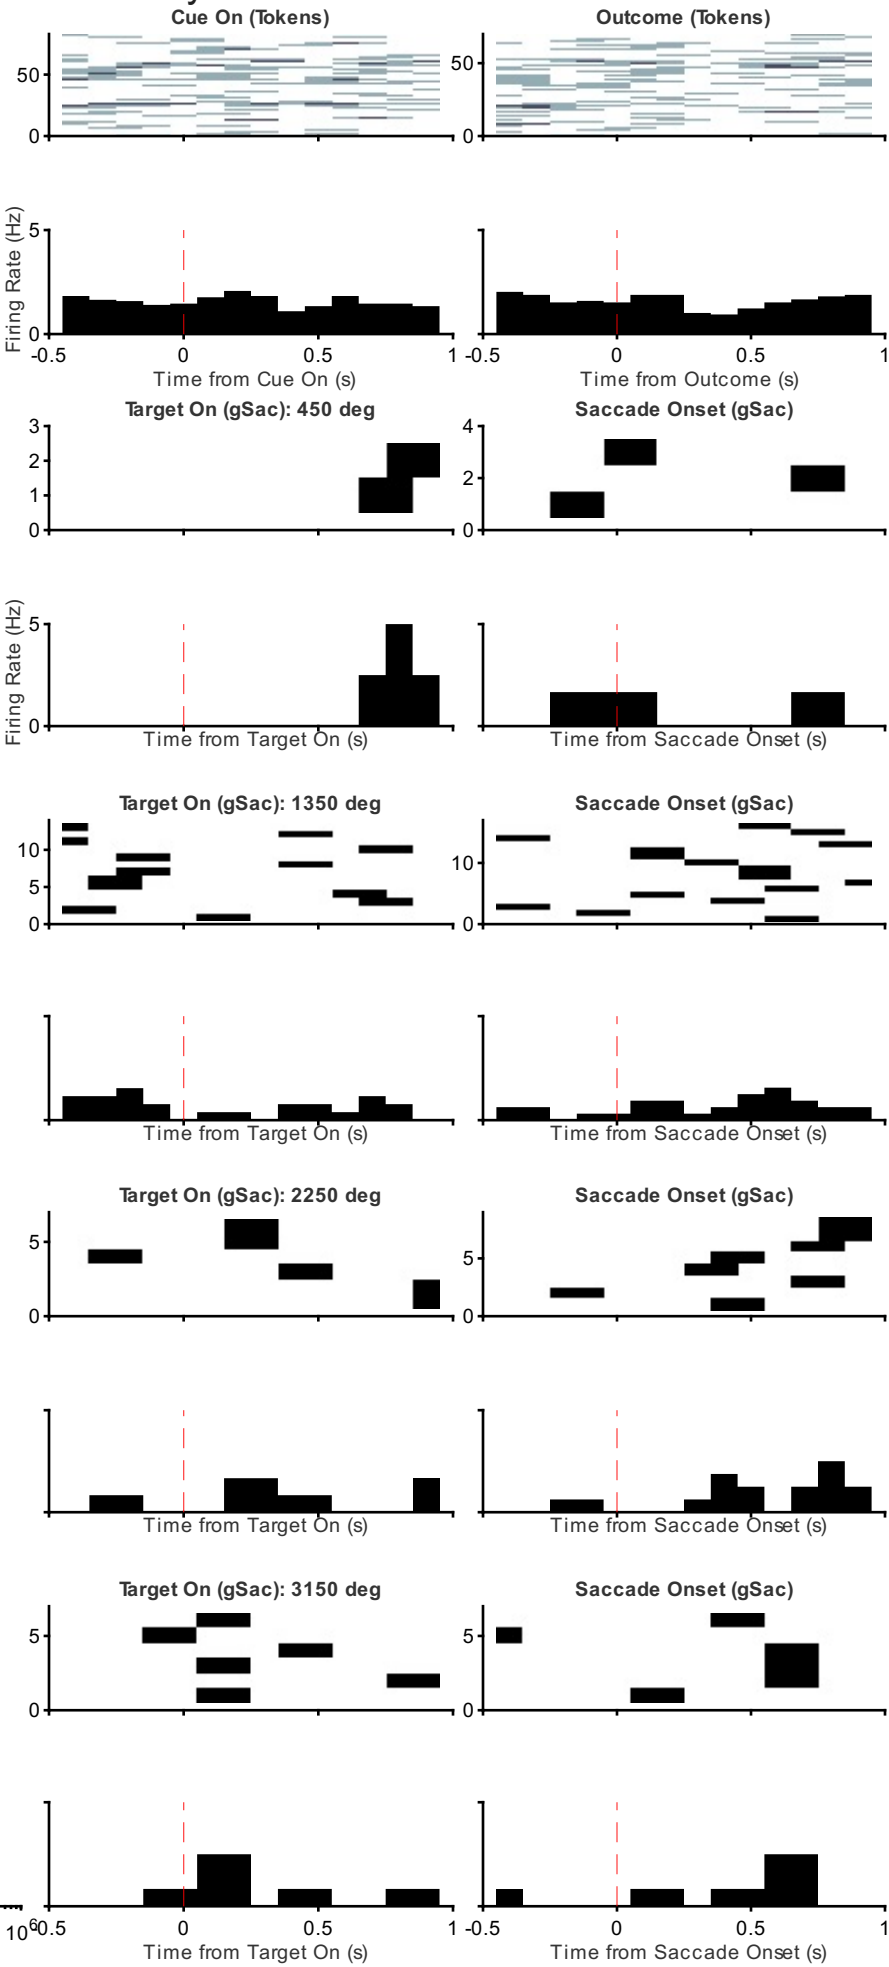 Cue On (Tokens) Outcome (Tokens)
50 50
0 0
Firing Rate (Hz)
5
0
-0.5 0 0.5 1 -0.5 0 0.5 1
Time from Cue On (s) Time from Outcome (s)
Target On (gSac): 450 deg Saccade Onset (gSac)
3 4
2 2
1
0 0
Firing Rate (Hz)
5
0
Time from Target On (s) Time from Saccade Onset (s)
Target On (gSac): 1350 deg Saccade Onset (gSac)
10 10
5
0 0
Time from Target On (s) Time from Saccade Onset (s)
Target On (gSac): 2250 deg Saccade Onset (gSac)
5 5
0 0
Time from Target On (s) Time from Saccade Onset (s)
Target On (gSac): 3150 deg Saccade Onset (gSac)
5 5
0 0
10⁶ 0.5 0 0.5 1 -0.5 0 0.5 1
Time from Target On (s) Time from Saccade Onset (s)